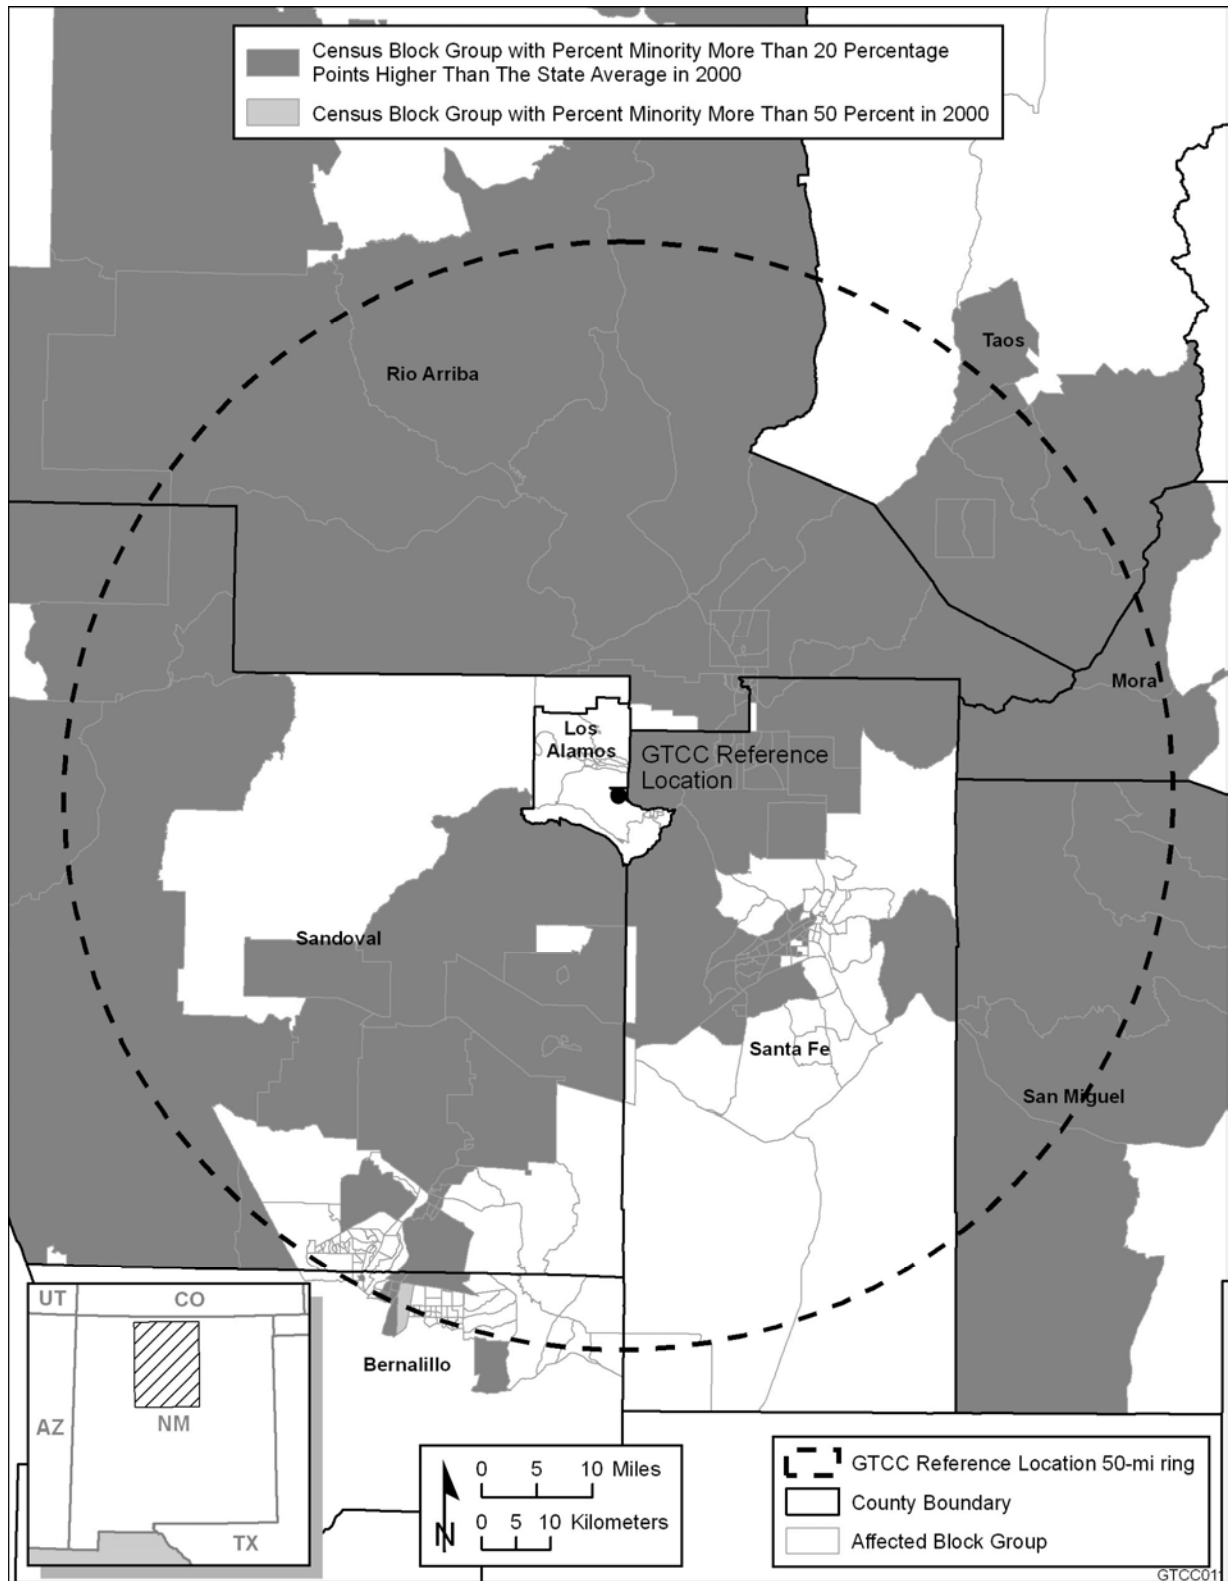 Census Block Group with Percent Minority More Than 20 Percentage
Points Higher Than The State Average in 2000
Census Block Group with Percent Minority More Than 50 Percent in 2000
Taos
Rio Arriba
Mora
Los
Alamos
GTCC Reference
Location
Sandoval
Santa Fe
San Miguel
Bernalillo
UT
CO
AZ
NM
TX
0 5 10 Miles
0 5 10 Kilometers
N
GTCC Reference Location 50-mi ring
County Boundary
Affected Block Group